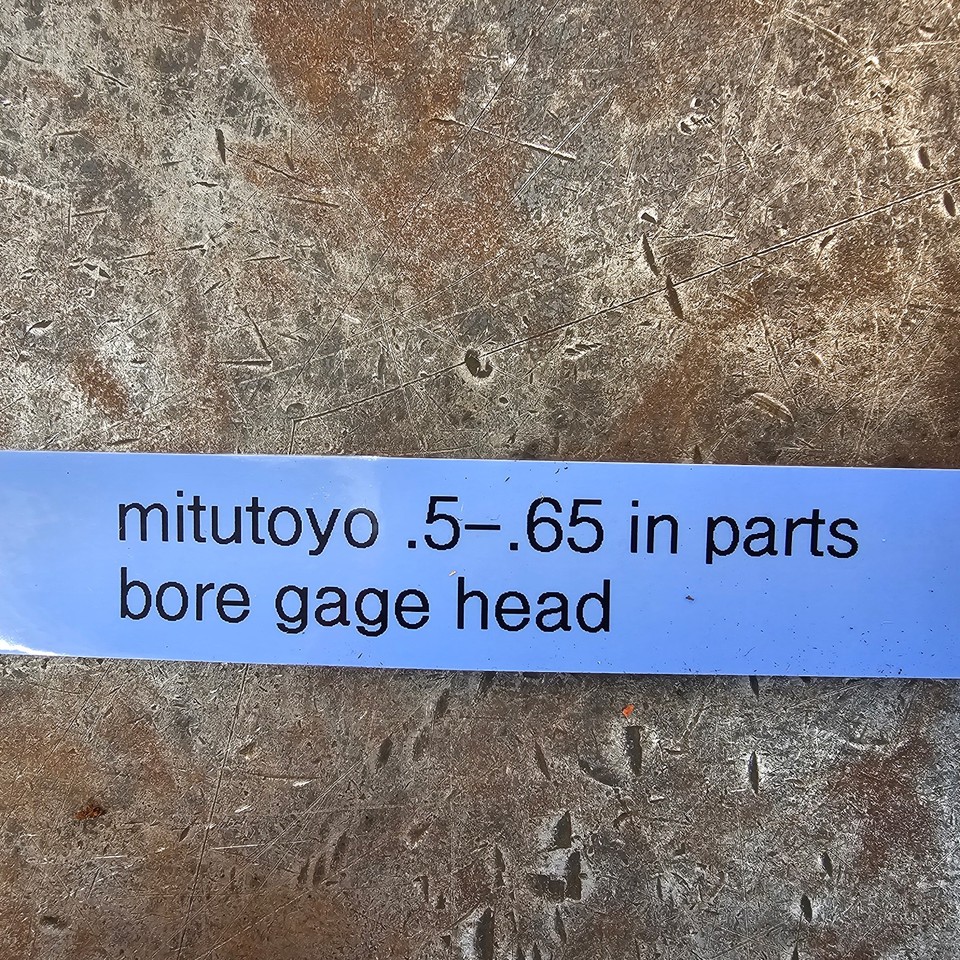 mitutoyo .5–.65 in parts
bore gage head